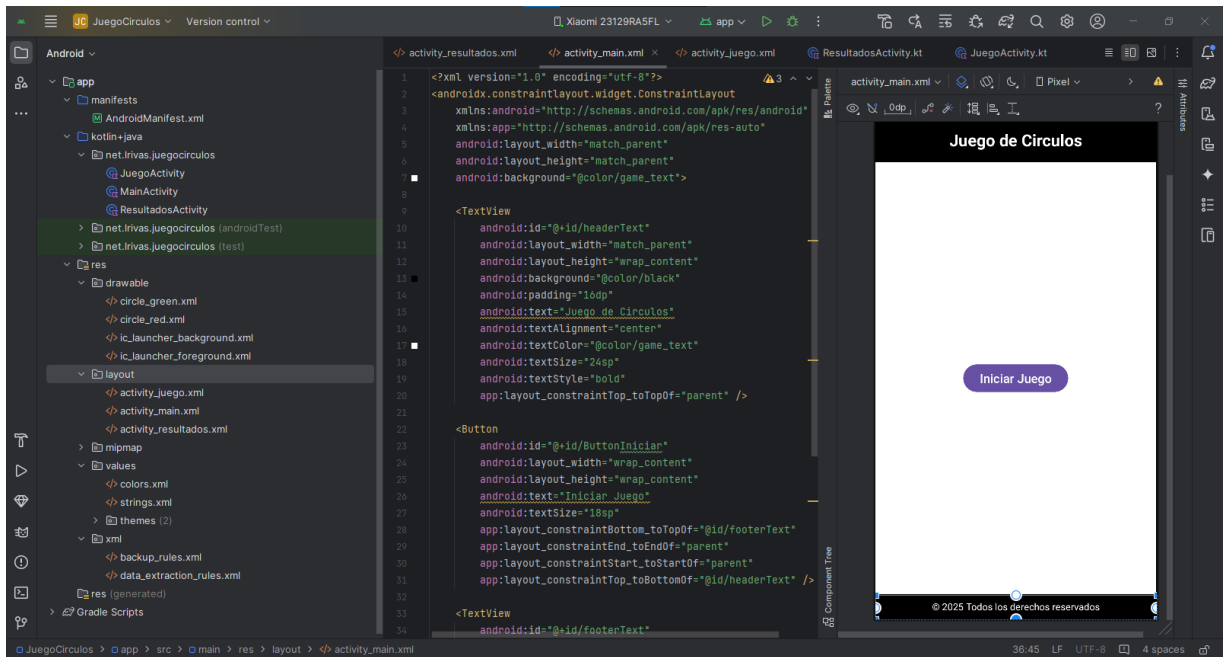 JC JuegoCirculos Version control Xiaomi 23129RA5FL app
Android
app
manifests
AndroidManifest.xml
kotlin+java
net.lrivas.juegocirculos
JuegoActivity
MainActivity
ResultadosActivity
net.lrivas.juegocirculos (androidTest)
net.lrivas.juegocirculos (test)
res
drawable
circle_green.xml
circle_red.xml
ic_launcher_background.xml
ic_launcher_foreground.xml
layout
activity_juego.xml
activity_main.xml
activity_resultados.xml
mipmap
values
colors.xml
strings.xml
themes (2)
xml
backup_rules.xml
data_extraction_rules.xml
res (generated)
Gradle Scripts
activity_resultados.xml activity_main.xml activity_juego.xml ResultadosActivity.kt JuegoActivity.kt
3
1 <?xml version="1.0" encoding="utf-8"?>
2 <androidx.constraintlayout.widget.ConstraintLayout
3 xmlns:android="http://schemas.android.com/apk/res/android"
4 xmlns:app="http://schemas.android.com/apk/res-auto"
5 android:layout_width="match_parent"
6 android:layout_height="match_parent"
7 android:background="@color/game_text">
8
9 <TextView
10 android:id="@+id/headerText"
11 android:layout_width="match_parent"
12 android:layout_height="wrap_content"
13 android:background="@color/black"
14 android:padding="16dp"
15 android:text="Juego de Circulos"
16 android:textAlignment="center"
17 android:textColor="@color/game_text"
18 android:textSize="24sp"
19 android:textStyle="bold"
20 app:layout_constraintTop_toTopOf="parent" />
21
22 <Button
23 android:id="@+id/ButtonIniciar"
24 android:layout_width="wrap_content"
25 android:layout_height="wrap_content"
26 android:text="Iniciar Juego"
27 android:textSize="18sp"
28 app:layout_constraintBottom_toTopOf="@id/footerText"
29 app:layout_constraintEnd_toEndOf="parent"
30 app:layout_constraintStart_toStartOf="parent"
31 app:layout_constraintTop_toBottomOf="@id/headerText" />
32
33 <TextView
34 android:id="@+id/footerText"
Palette
Component Tree
activity_main.xml Pixel
0dp ?
Attributes
Juego de Circulos
Iniciar Juego
© 2025 Todos los derechos reservados
JuegoCirculos > app > src > main > res > layout > activity_main.xml
36:45 LF UTF-8 4 spaces